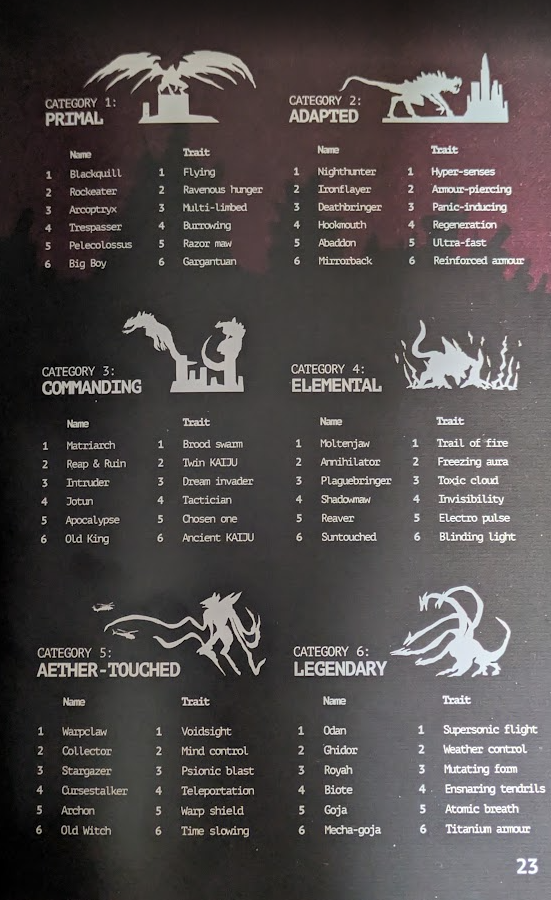 CATEGORY 1:
PRIMAL
Name Trait
1 Blackquill 1 Flying
2 Rockeater 2 Ravenous hunger
3 Arcoptryx 3 Multi-limbed
4 Trespasser 4 Burrowing
5 Pelecolossus 5 Razor maw
6 Big Boy 6 Gargantuan
CATEGORY 2:
ADAPTED
Name Trait
1 Nighthunter 1 Hyper-senses
2 Ironflayer 2 Armour-piercing
3 Deathbringer 3 Panic-inducing
4 Hookmouth 4 Regeneration
5 Abaddon 5 Ultra-fast
6 Mirrorback 6 Reinforced armour
CATEGORY 3:
COMMANDING
Name Trait
1 Matriarch 1 Brood swarm
2 Reap & Ruin 2 Twin KAIJU
3 Intruder 3 Dream invader
4 Jotun 4 Tactician
5 Apocalypse 5 Chosen one
6 Old King 6 Ancient KAIJU
CATEGORY 4:
ELEMENTAL
Name Trait
1 Moltenjaw 1 Trail of fire
2 Annihilator 2 Freezing aura
3 Plaguebringer 3 Toxic cloud
4 Shadowmaw 4 Invisibility
5 Reaver 5 Electro pulse
6 Suntouched 6 Blinding light
CATEGORY 5:
AETHER-TOUCHED
Name Trait
1 Warpclaw 1 Voidsight
2 Collector 2 Mind control
3 Stargazer 3 Psionic blast
4 Cursestalker 4 Teleportation
5 Archon 5 Warp shield
6 Old Witch 6 Time slowing
CATEGORY 6:
LEGENDARY
Name Trait
1 Odan 1 Supersonic flight
2 Ghidor 2 Weather control
3 Royah 3 Mutating form
4 Biote 4 Ensnaring tendrils
5 Goja 5 Atomic breath
6 Mecha-goja 6 Titanium armour
23